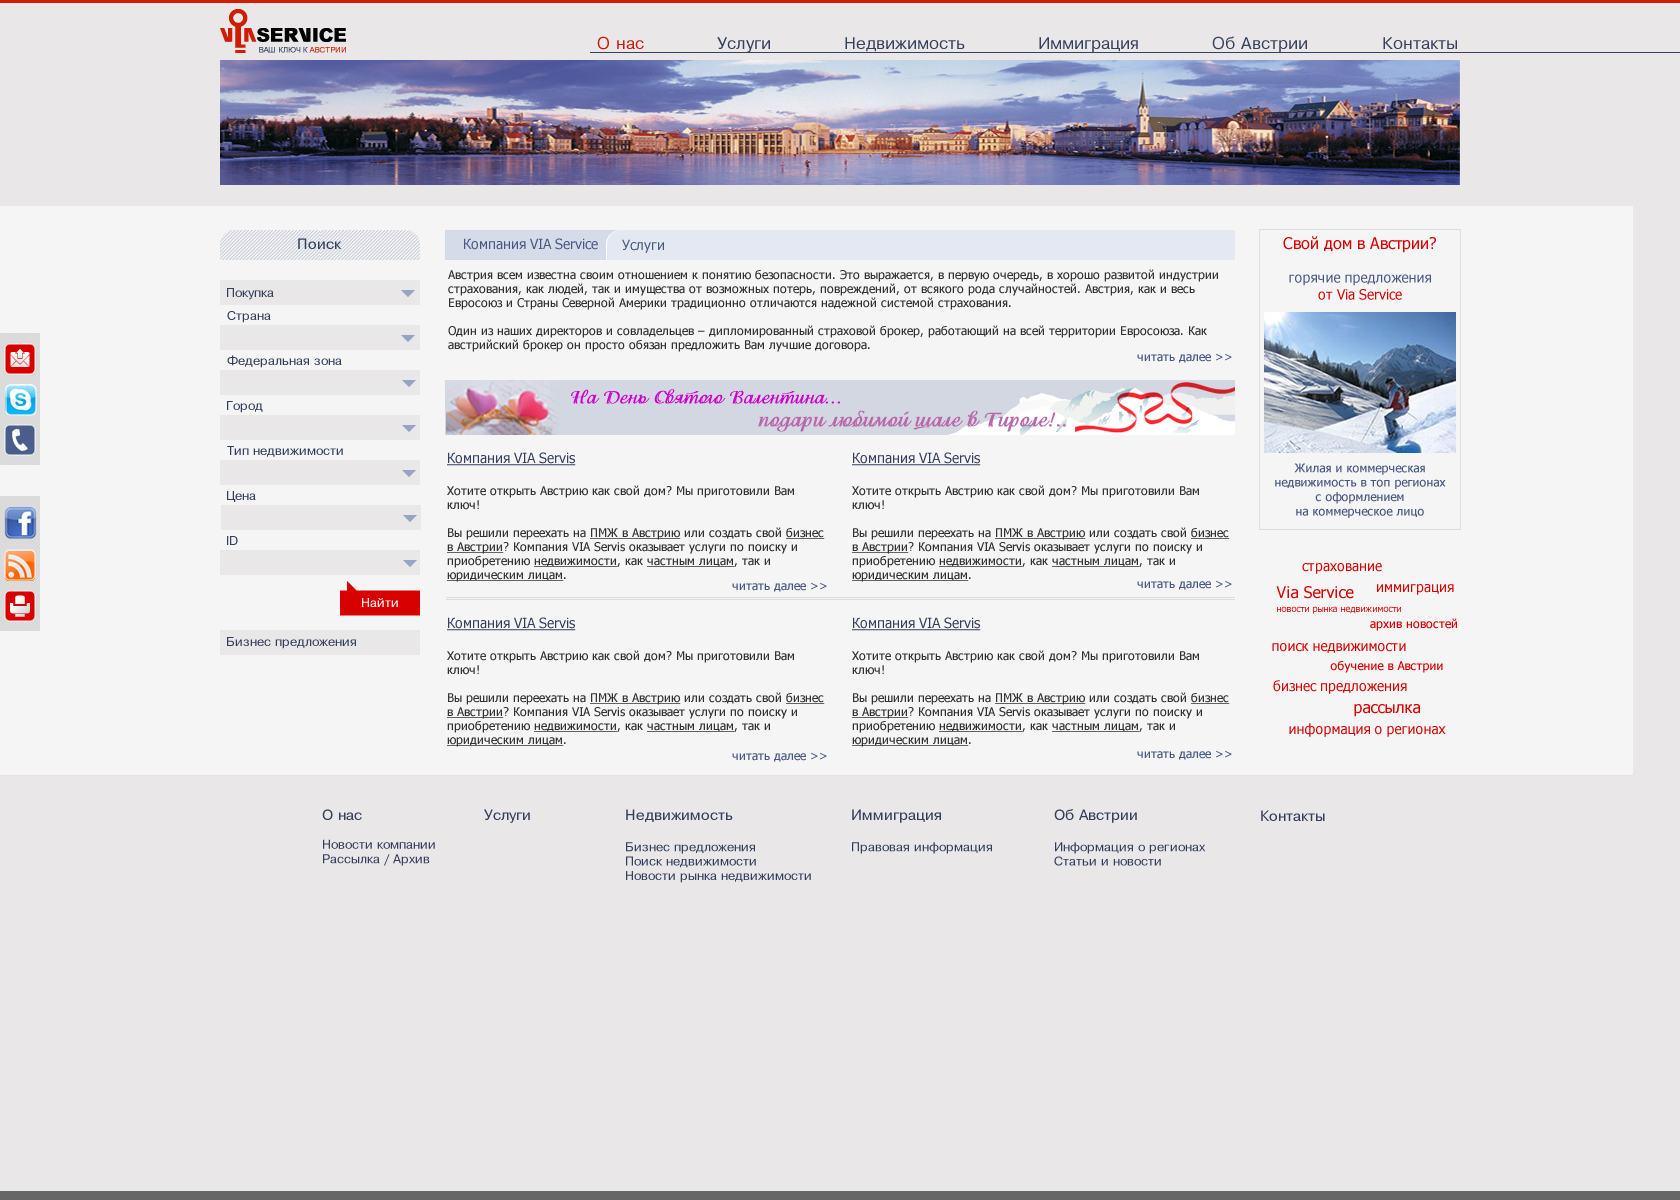 VIASERVICE
ВАШ КЛЮЧ К АВСТРИИ
О нас
Услуги
Недвижимость
Иммиграция
Об Австрии
Контакты
Поиск
Покупка
Страна
Федеральная зона
Город
Тип недвижимости
Цена
ID
Найти
Бизнес предложения
Компания VIA Service
Услуги
Австрия всем известна своим отношением к понятию безопасности. Это выражается, в первую очередь, в хорошо развитой индустрии
страхования, как людей, так и имущества от возможных потерь, повреждений, от всякого рода случайностей. Австрия, как и весь
Евросоюз и Страны Северной Америки традиционно отличаются надежной системой страхования.
Один из наших директоров и совладельцев – дипломированный страховой брокер, работающий на всей территории Евросоюза. Как
австрийский брокер он просто обязан предложить Вам лучшие договора.
читать далее >>
На День Святого Валентина...
подари любимой шале в Тироле!..
Компания VIA Servis
Хотите открыть Австрию как свой дом? Мы приготовили Вам
ключ!
Вы решили переехать на ПМЖ в Австрию или создать свой бизнес
в Австрии? Компания VIA Servis оказывает услуги по поиску и
приобретению недвижимости, как частным лицам, так и
юридическим лицам.
читать далее >>
Компания VIA Servis
Хотите открыть Австрию как свой дом? Мы приготовили Вам
ключ!
Вы решили переехать на ПМЖ в Австрию или создать свой бизнес
в Австрии? Компания VIA Servis оказывает услуги по поиску и
приобретению недвижимости, как частным лицам, так и
юридическим лицам.
читать далее >>
Компания VIA Servis
Хотите открыть Австрию как свой дом? Мы приготовили Вам
ключ!
Вы решили переехать на ПМЖ в Австрию или создать свой бизнес
в Австрии? Компания VIA Servis оказывает услуги по поиску и
приобретению недвижимости, как частным лицам, так и
юридическим лицам.
читать далее >>
Компания VIA Servis
Хотите открыть Австрию как свой дом? Мы приготовили Вам
ключ!
Вы решили переехать на ПМЖ в Австрию или создать свой бизнес
в Австрии? Компания VIA Servis оказывает услуги по поиску и
приобретению недвижимости, как частным лицам, так и
юридическим лицам.
читать далее >>
Свой дом в Австрии?
горячие предложения
от Via Service
Жилая и коммерческая
недвижимость в топ регионах
с оформлением
на коммерческое лицо
страхование
иммиграция
Via Service
новости рынка недвижимости
архив новостей
поиск недвижимости
обучение в Австрии
бизнес предложения
рассылка
информация о регионах
О нас
Новости компании
Рассылка / Архив
Услуги
Недвижимость
Бизнес предложения
Поиск недвижимости
Новости рынка недвижимости
Иммиграция
Правовая информация
Об Австрии
Информация о регионах
Статьи и новости
Контакты